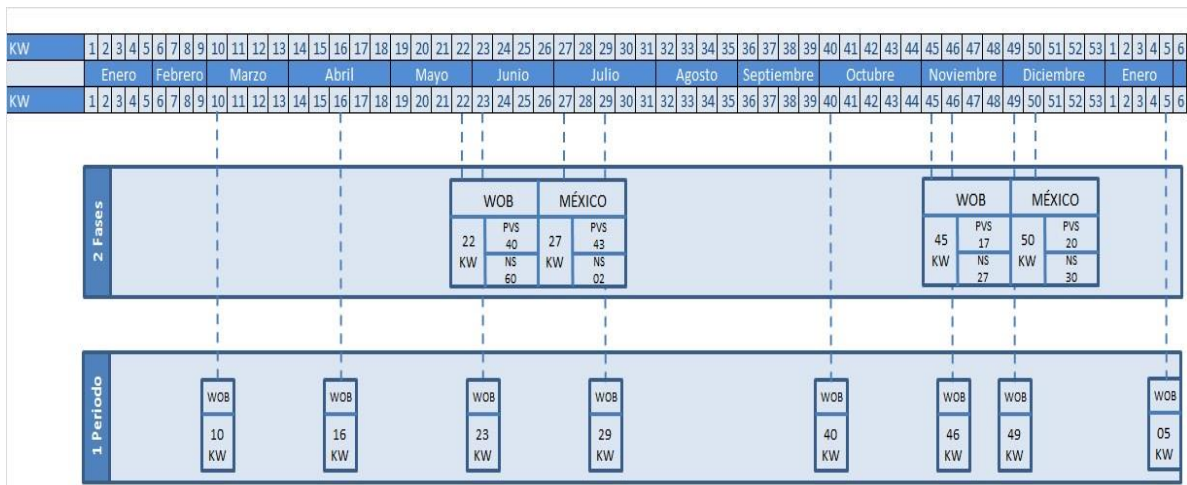 KW 1 2 3 4 5 6 7 8 9 10 11 12 13 14 15 16 17 18 19 20 21 22 23 24 25 26 27 28 29 30 31 32 33 34 35 36 37 38 39 40 41 42 43 44 45 46 47 48 49 50 51 52 53 1 2 3 4 5 6
Enero Febrero Marzo Abril Mayo Junio Julio Agosto Septiembre Octubre Noviembre Diciembre Enero
KW 1 2 3 4 5 6 7 8 9 10 11 12 13 14 15 16 17 18 19 20 21 22 23 24 25 26 27 28 29 30 31 32 33 34 35 36 37 38 39 40 41 42 43 44 45 46 47 48 49 50 51 52 53 1 2 3 4 5 6
2 Fases
WOB MÉXICO
22
KW
PVS
40
NS
60
27
KW
PVS
43
NS
02
WOB MÉXICO
45
KW
PVS
17
NS
27
50
KW
PVS
20
NS
30
1 Periodo
WOB
10
KW
WOB
16
KW
WOB
23
KW
WOB
29
KW
WOB
40
KW
WOB
46
KW
WOB
49
KW
WOB
05
KW